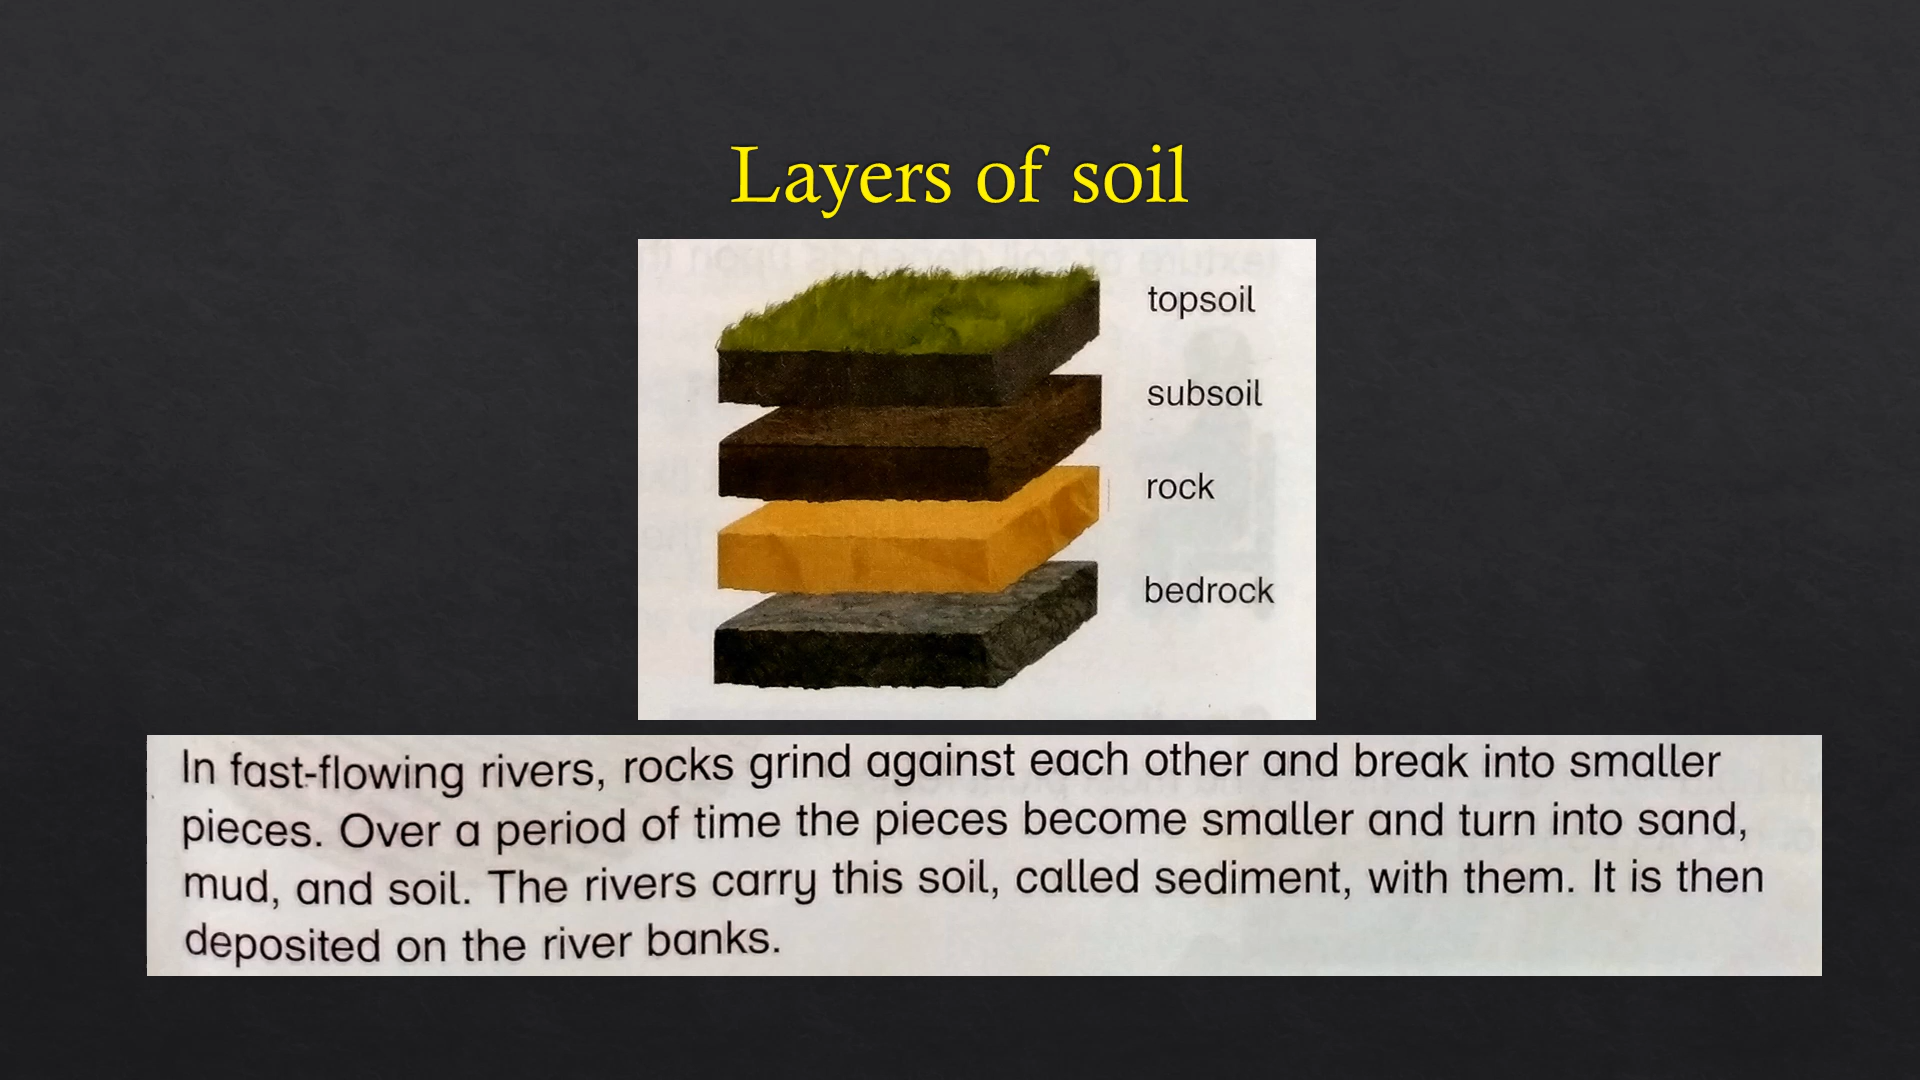 Layers of soil
topsoil
subsoil
rock
bedrock
In fast-flowing rivers, rocks grind against each other and break into smaller
pieces. Over a period of time the pieces become smaller and turn into sand,
mud, and soil. The rivers carry this soil, called sediment, with them. It is then
deposited on the river banks.